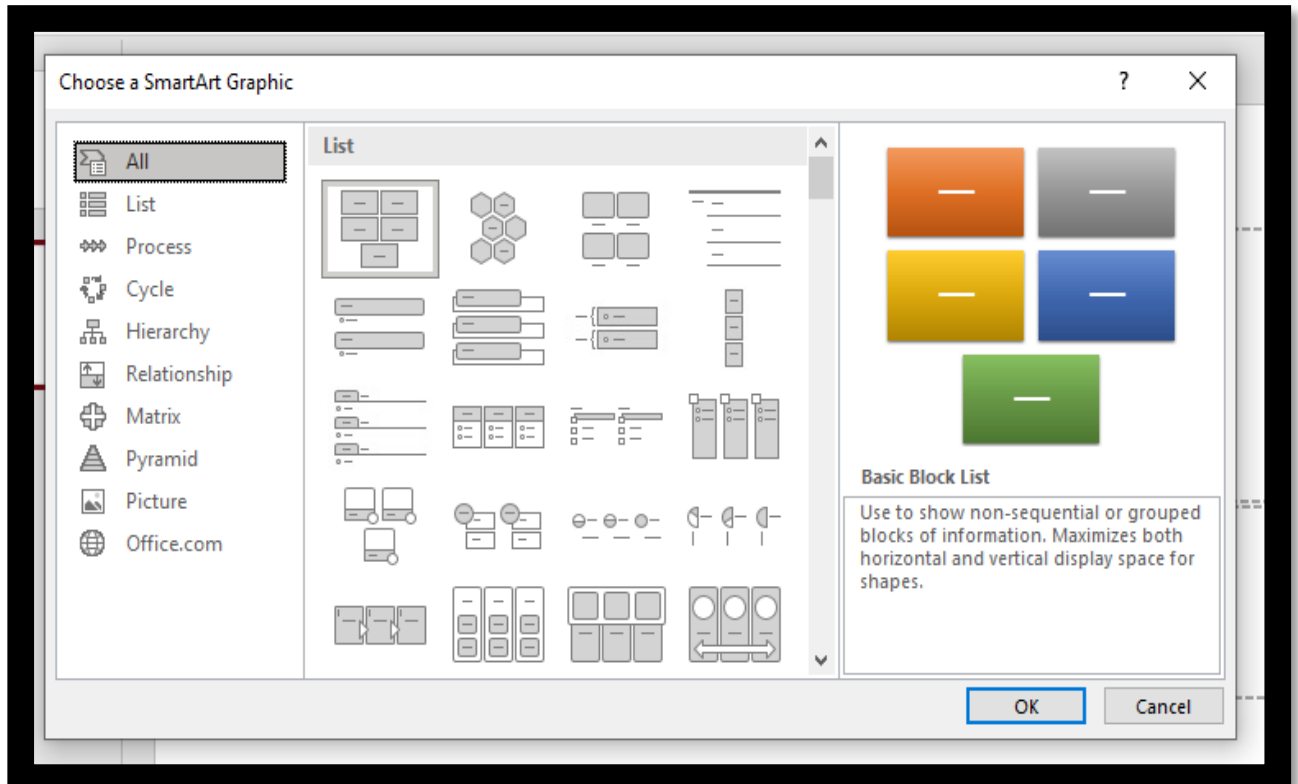 Choose a SmartArt Graphic
?
All
List
Process
Cycle
Hierarchy
Relationship
Matrix
Pyramid
Picture
Office.com
List
Basic Block List
Use to show non-sequential or grouped
blocks of information. Maximizes both
horizontal and vertical display space for
shapes.
OK
Cancel